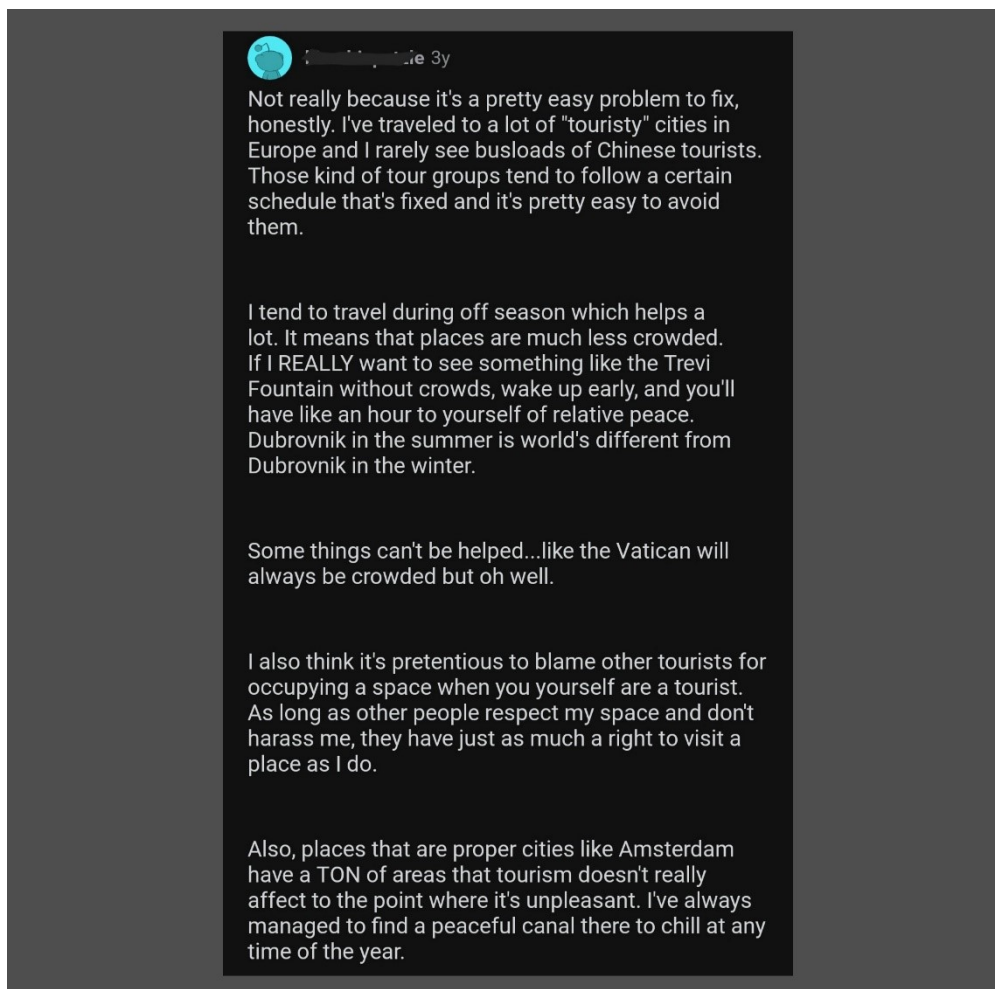 3y
Not really because it's a pretty easy problem to fix,
honestly. I've traveled to a lot of "touristy" cities in
Europe and I rarely see busloads of Chinese tourists.
Those kind of tour groups tend to follow a certain
schedule that's fixed and it's pretty easy to avoid
them.
I tend to travel during off season which helps a
lot. It means that places are much less crowded.
If I REALLY want to see something like the Trevi
Fountain without crowds, wake up early, and you'll
have like an hour to yourself of relative peace.
Dubrovnik in the summer is world's different from
Dubrovnik in the winter.
Some things can't be helped...like the Vatican will
always be crowded but oh well.
I also think it's pretentious to blame other tourists for
occupying a space when you yourself are a tourist.
As long as other people respect my space and don't
harass me, they have just as much a right to visit a
place as I do.
Also, places that are proper cities like Amsterdam
have a TON of areas that tourism doesn't really
affect to the point where it's unpleasant. I've always
managed to find a peaceful canal there to chill at any
time of the year.